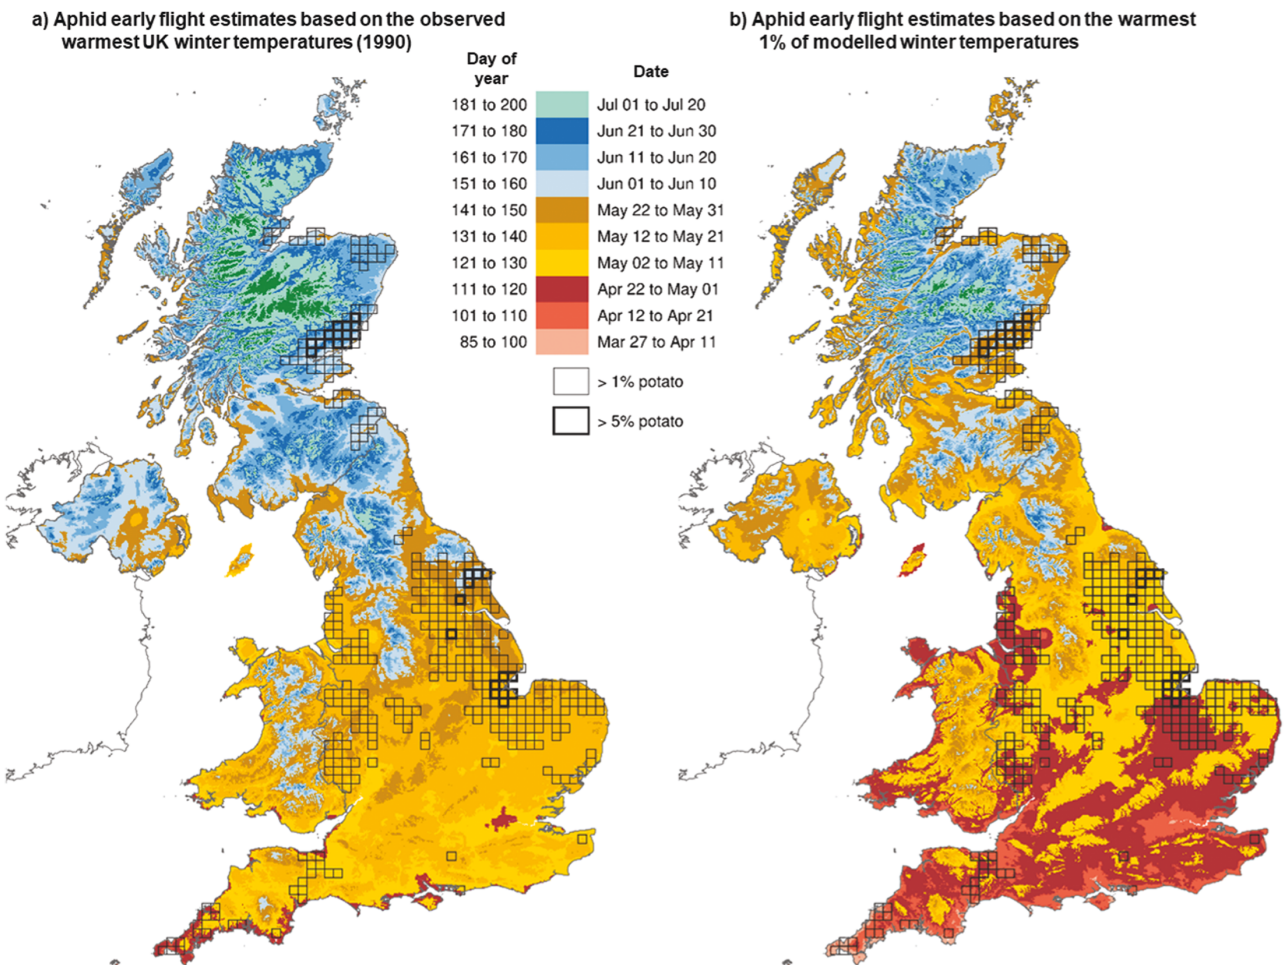 a) Aphid early flight estimates based on the observed
warmest UK winter temperatures (1990)
b) Aphid early flight estimates based on the warmest
1% of modelled winter temperatures
Day of
year
Date
181 to 200 Jul 01 to Jul 20
171 to 180 Jun 21 to Jun 30
161 to 170 Jun 11 to Jun 20
151 to 160 Jun 01 to Jun 10
141 to 150 May 22 to May 31
131 to 140 May 12 to May 21
121 to 130 May 02 to May 11
111 to 120 Apr 22 to May 01
101 to 110 Apr 12 to Apr 21
85 to 100 Mar 27 to Apr 11
> 1% potato
> 5% potato